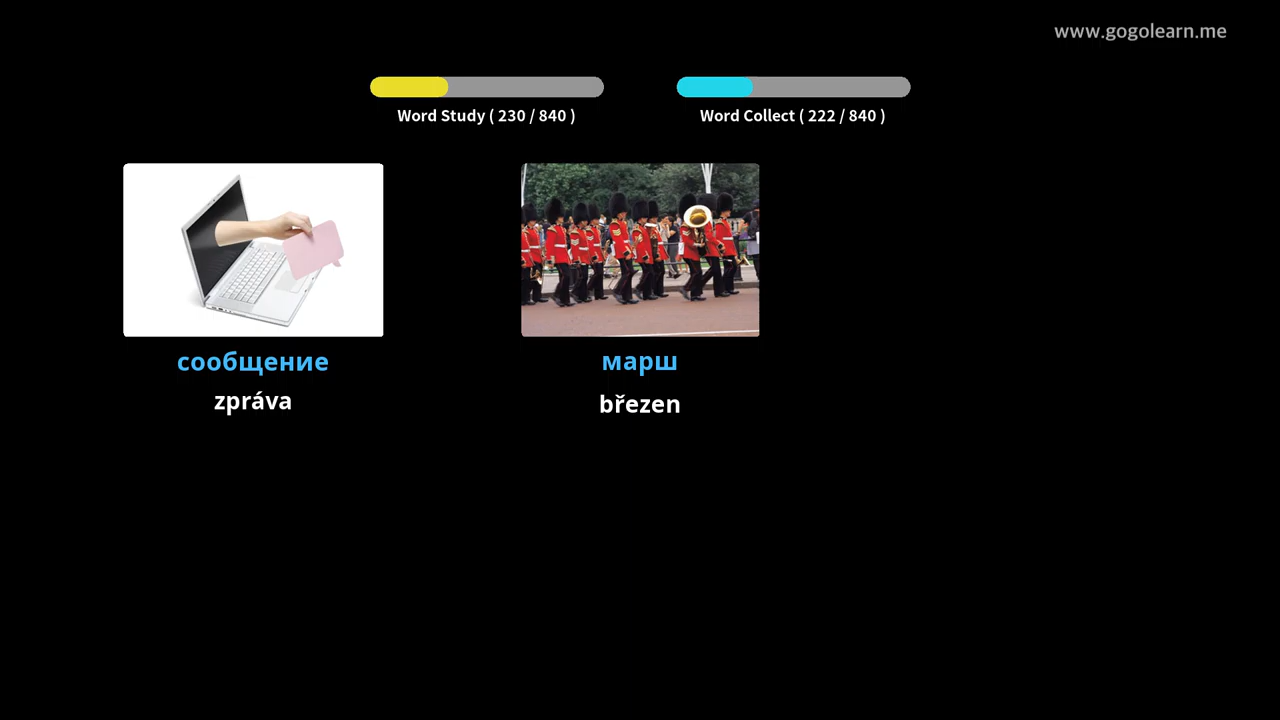 www.gogolearn.me
Word Study ( 230 / 840 )
Word Collect ( 222 / 840 )
сообщение
zpráva
марш
březen